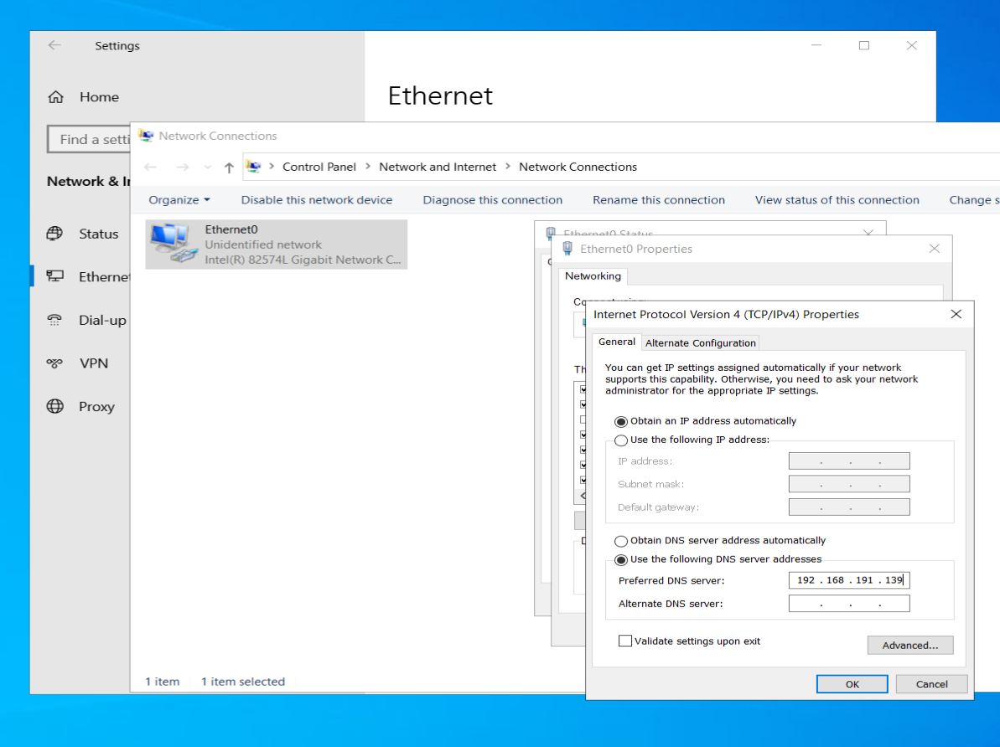 Settings
Home
Find a setti
Network & I
Status
Etherne
Dial-up
VPN
Proxy
Ethernet
Network Connections
Control Panel > Network and Internet > Network Connections
Organize
Disable this network device
Diagnose this connection
Rename this connection
View status of this connection
Change s
Ethernet0
Unidentified network
Intel(R) 82574L Gigabit Network C...
1 item
1 item selected
Ethernet0 Status
Ethernet0 Properties
Networking
Connect using:
Th
Internet Protocol Version 4 (TCP/IPv4) Properties
General
Alternate Configuration
You can get IP settings assigned automatically if your network
supports this capability. Otherwise, you need to ask your network
administrator for the appropriate IP settings.
Obtain an IP address automatically
Use the following IP address:
IP address:
Subnet mask:
Default gateway:
Obtain DNS server address automatically
Use the following DNS server addresses
Preferred DNS server:
192 . 168 . 191 . 139
Alternate DNS server:
Validate settings upon exit
Advanced...
OK
Cancel